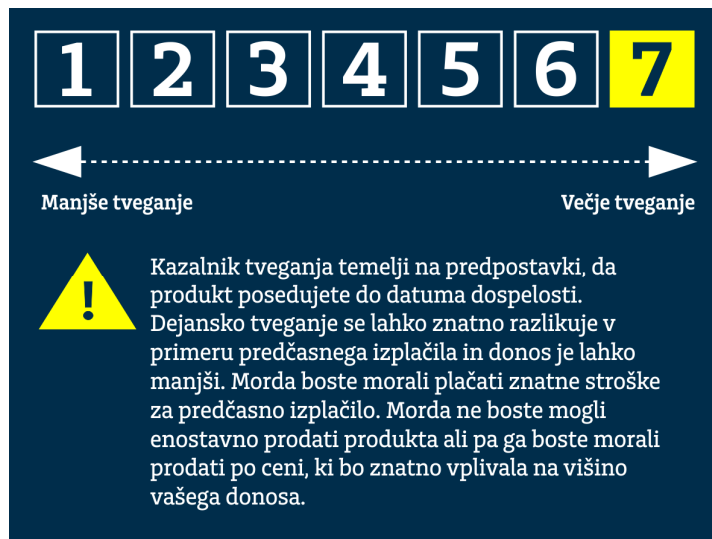 1 2 3 4 5 6 7
Manjše tveganje Večje tveganje
!
Kazalnik tveganja temelji na predpostavki, da
produkt posedujete do datuma dospelosti.
Dejansko tveganje se lahko znatno razlikuje v
primeru predčasnega izplačila in donos je lahko
manjši. Morda boste morali plačati znatne stroške
za predčasno izplačilo. Morda ne boste mogli
enostavno prodati produkta ali pa ga boste morali
prodati po ceni, ki bo znatno vplivala na višino
vašega donosa.